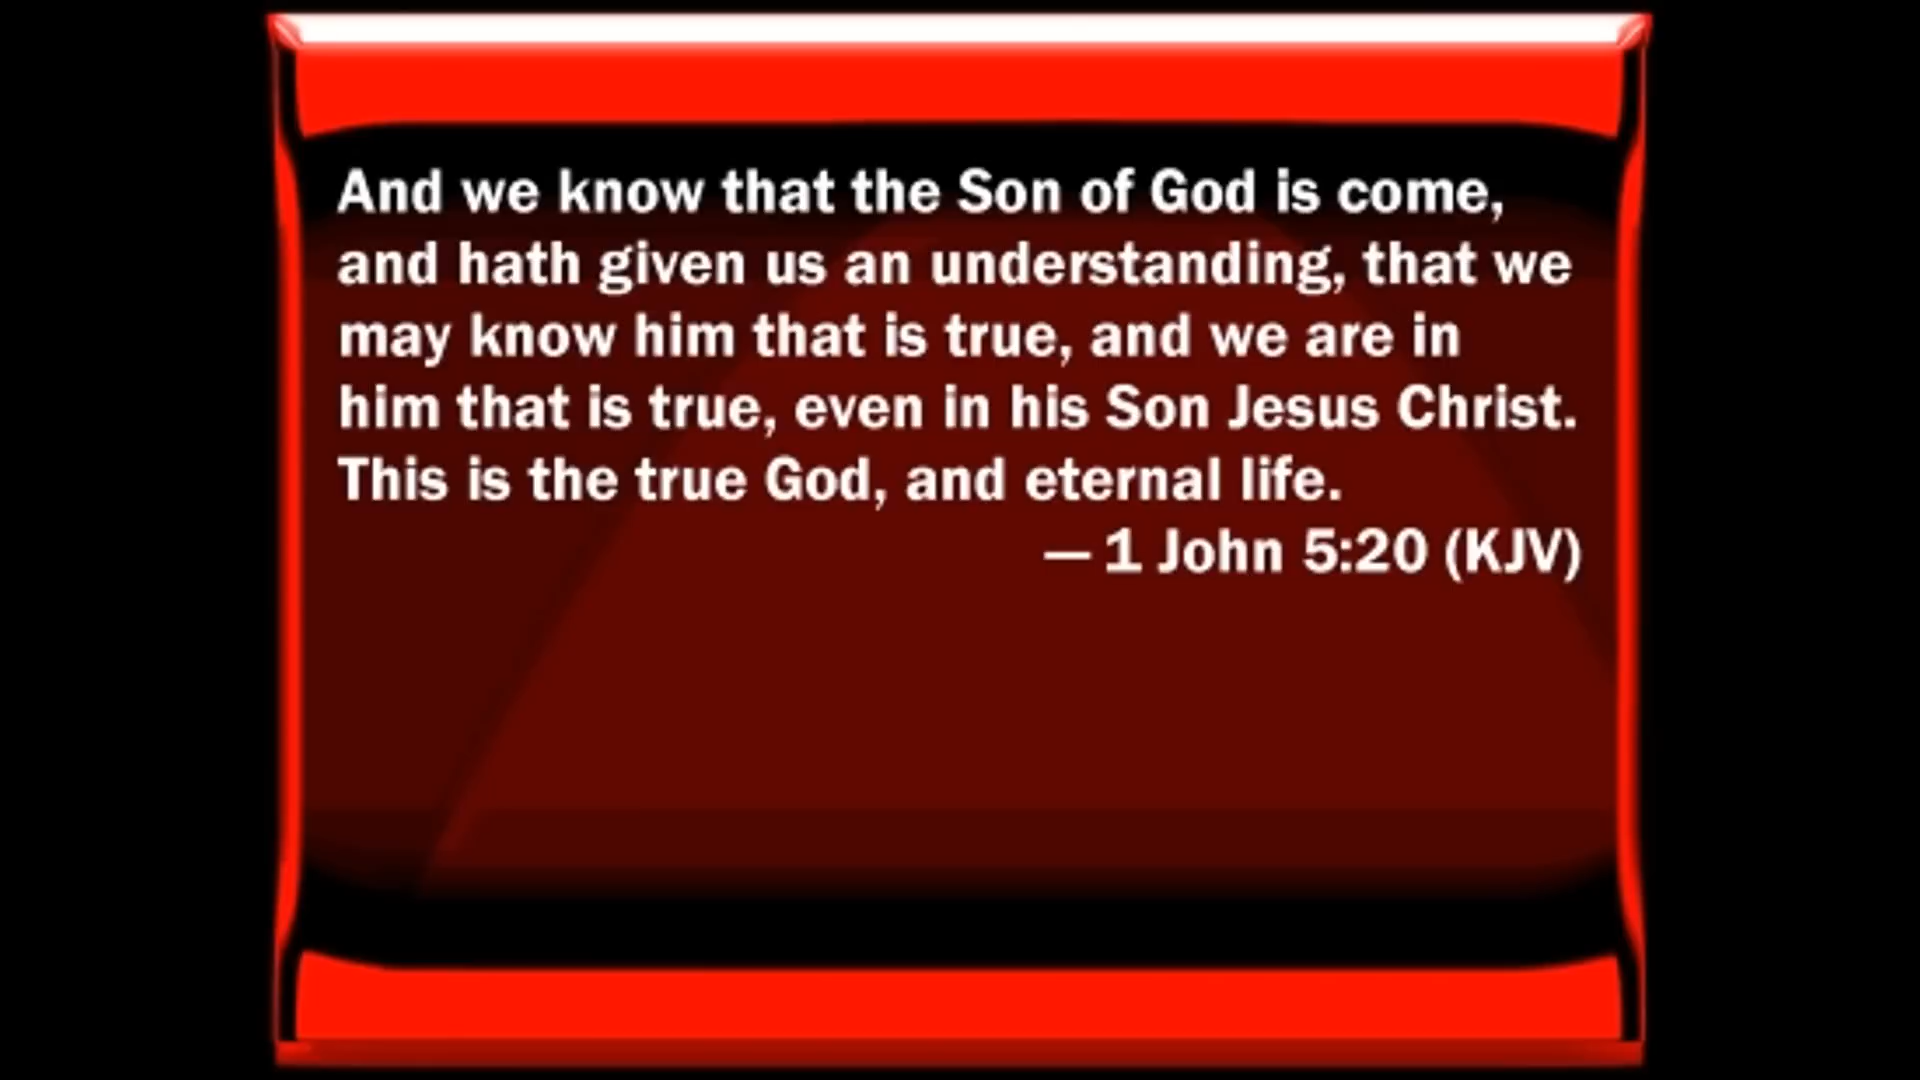 And we know that the Son of God is come,
and hath given us an understanding, that we
may know him that is true, and we are in
him that is true, even in his Son Jesus Christ.
This is the true God, and eternal life.
— 1 John 5:20 (KJV)